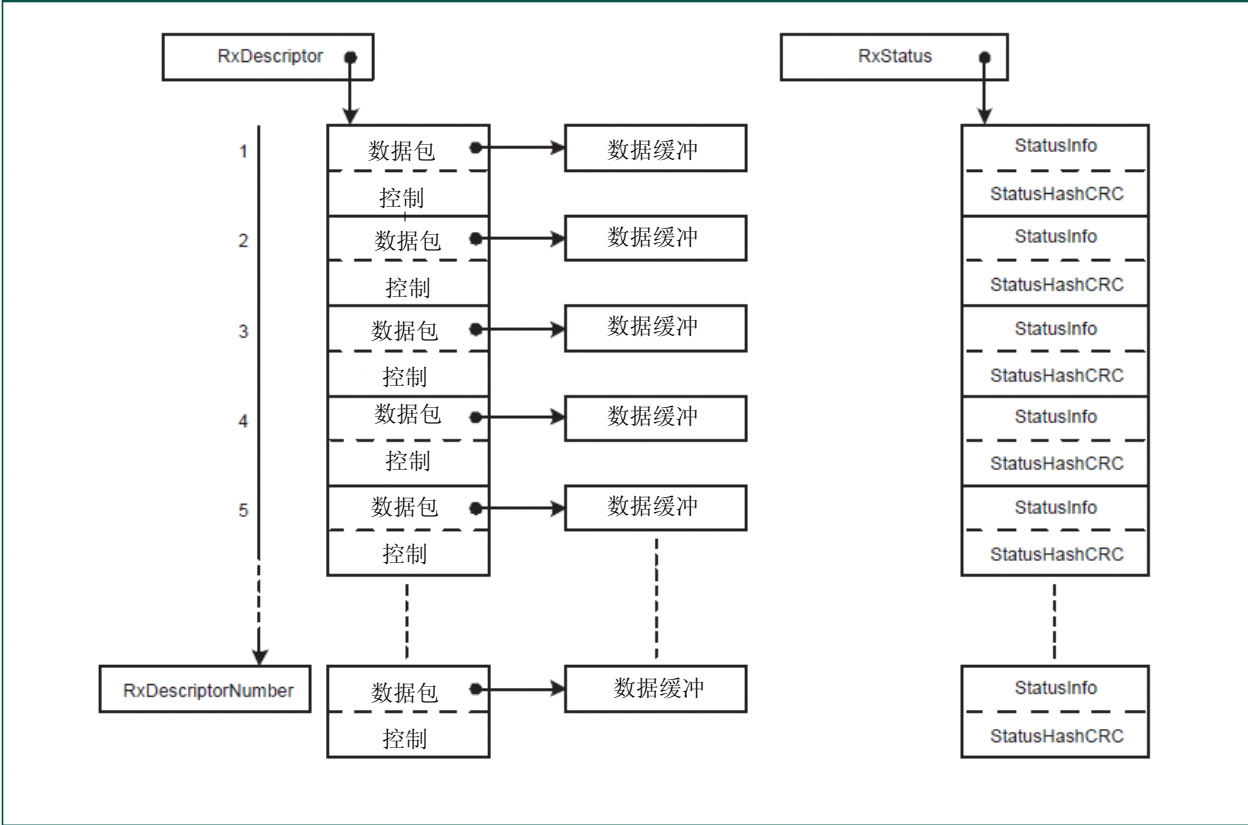 RxDescriptor
RxStatus
1
数据包
数据缓冲
StatusInfo
控制
StatusHashCRC
2
数据包
数据缓冲
StatusInfo
控制
StatusHashCRC
3
数据包
数据缓冲
StatusInfo
控制
StatusHashCRC
4
数据包
数据缓冲
StatusInfo
控制
StatusHashCRC
5
数据包
数据缓冲
StatusInfo
控制
StatusHashCRC
RxDescriptorNumber
数据包
数据缓冲
StatusInfo
控制
StatusHashCRC